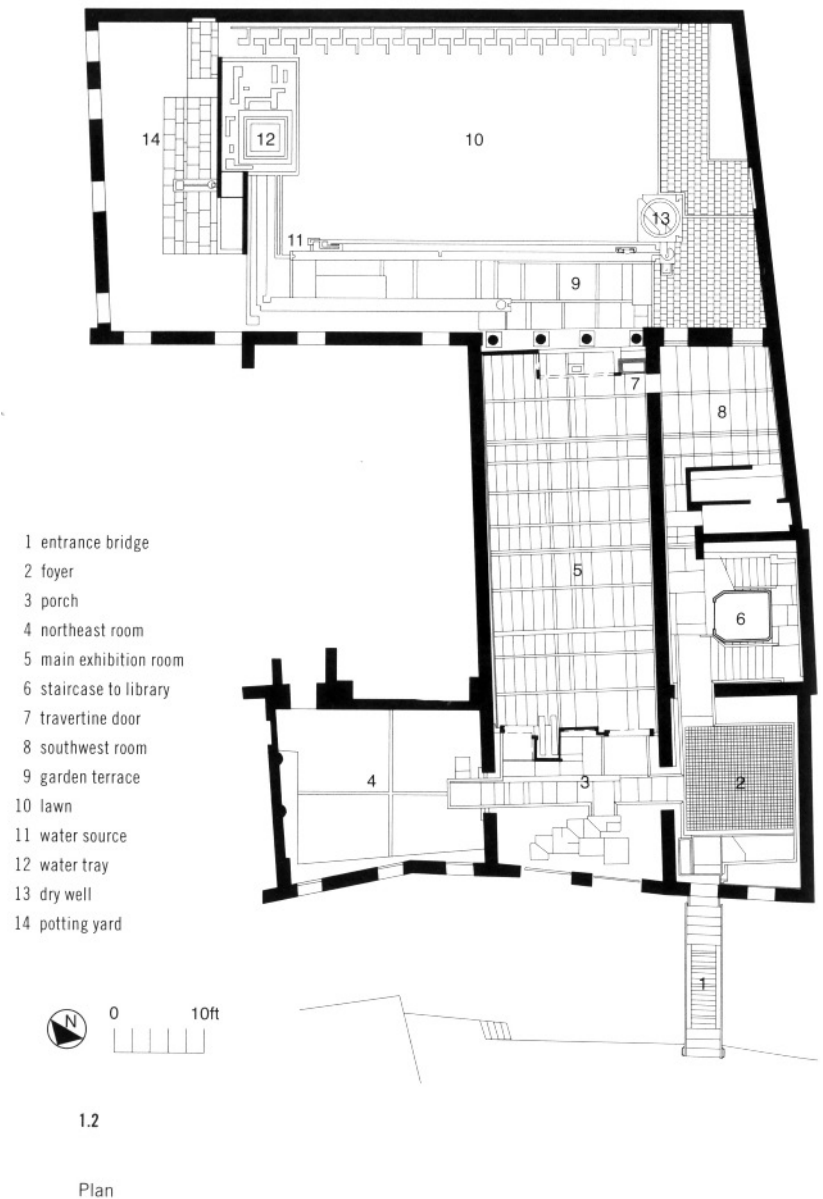 14
12
10
13
11
9
7
8
5
6
4
3
2
1
1 entrance bridge
2 foyer
3 porch
4 northeast room
5 main exhibition room
6 staircase to library
7 travertine door
8 southwest room
9 garden terrace
10 lawn
11 water source
12 water tray
13 dry well
14 potting yard
N
0 10ft
1.2
Plan